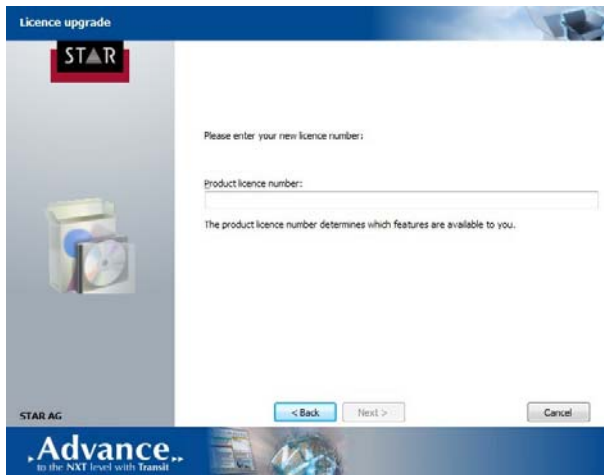 Licence upgrade
STAR
Please enter your new licence number:
Product licence number:
The product licence number determines which features are available to you.
STAR AG
< Back
Next >
Cancel
Advance
to the NXT level with Transit